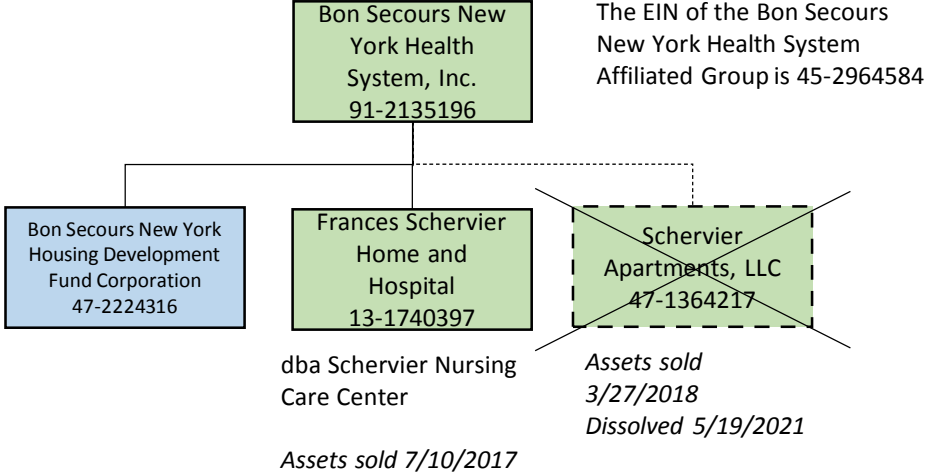 Bon Secours New
York Health
System, Inc.
91-2135196
The EIN of the Bon Secours
New York Health System
Affiliated Group is 45-2964584
Bon Secours New York
Housing Development
Fund Corporation
47-2224316
Frances Schervier
Home and
Hospital
13-1740397
Schervier
Apartments, LLC
47-1364217
dba Schervier Nursing
Care Center
Assets sold 7/10/2017
Assets sold
3/27/2018
Dissolved 5/19/2021